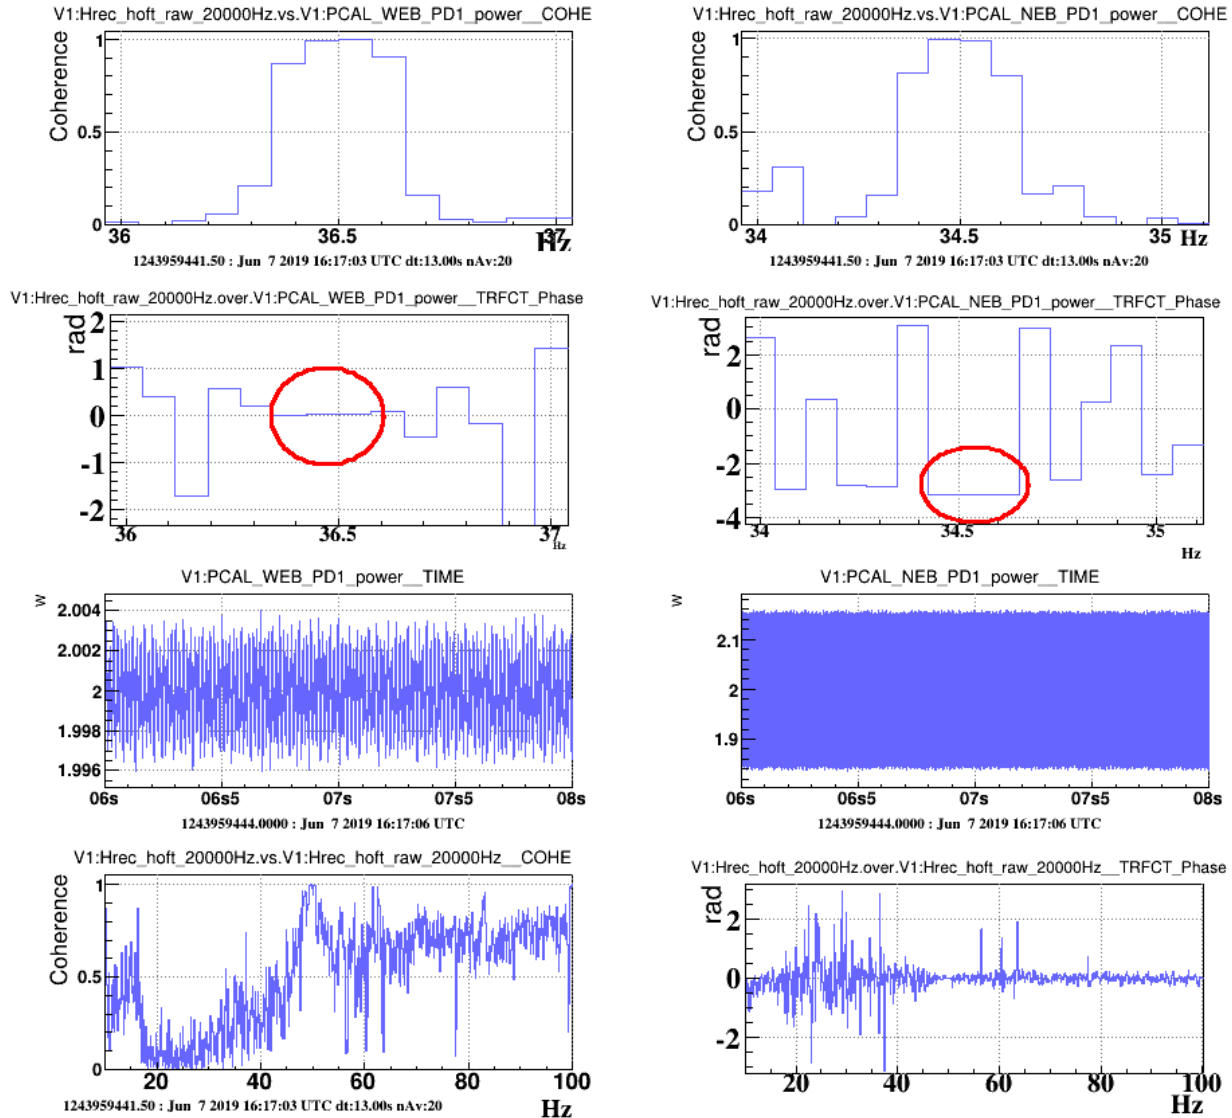 V1:Hrec_hoft_raw_20000Hz.vs.V1:PCAL_WEB_PD1_power__COHE
Coherence
1
0.5
0
36
36.5
37
Hz
1243959441.50 : Jun 7 2019 16:17:03 UTC dt:13.00s nAv:20
V1:Hrec_hoft_raw_20000Hz.vs.V1:PCAL_NEB_PD1_power__COHE
Coherence
1
0.5
0
34
34.5
35
Hz
1243959441.50 : Jun 7 2019 16:17:03 UTC dt:13.00s nAv:20
V1:Hrec_hoft_raw_20000Hz.over.V1:PCAL_WEB_PD1_power__TRFCT_Phase
rad
2
1
0
-1
-2
36
36.5
37
Hz
V1:Hrec_hoft_raw_20000Hz.over.V1:PCAL_NEB_PD1_power__TRFCT_Phase
rad
2
0
-2
-4
34
34.5
35
Hz
V1:PCAL_WEB_PD1_power__TIME
w
2.004
2.002
2
1.998
1.996
06s
06s5
07s
07s5
08s
1243959444.0000 : Jun 7 2019 16:17:06 UTC
V1:PCAL_NEB_PD1_power__TIME
w
2.1
2
1.9
06s
06s5
07s
07s5
08s
1243959444.0000 : Jun 7 2019 16:17:06 UTC
V1:Hrec_hoft_20000Hz.vs.V1:Hrec_hoft_raw_20000Hz__COHE
Coherence
1
0.5
0
20
40
60
80
100
Hz
1243959441.50 : Jun 7 2019 16:17:03 UTC dt:13.00s nAv:20
V1:Hrec_hoft_20000Hz.over.V1:Hrec_hoft_raw_20000Hz__TRFCT_Phase
rad
2
0
-2
20
40
60
80
100
Hz